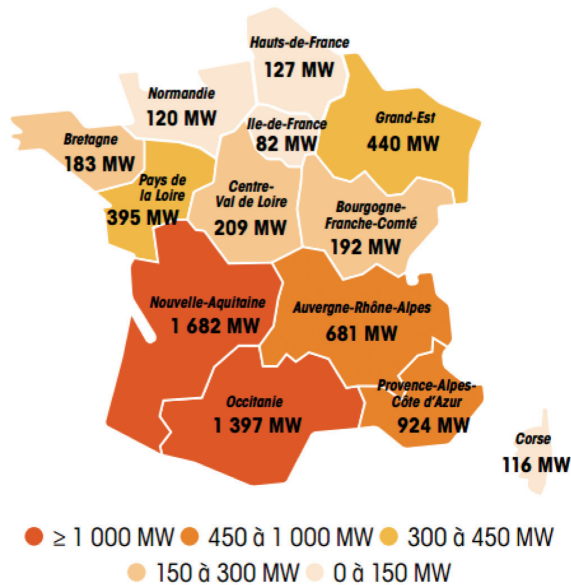 Hauts-de-France
127 MW
Normandie
120 MW
Ile-de-France
82 MW
Grand-Est
440 MW
Bretagne
183 MW
Pays de
la Loire
395 MW
Centre-
Val de Loire
209 MW
Bourgogne-
Franche-Comté
192 MW
Nouvelle-Aquitaine
1 682 MW
Auvergne-Rhône-Alpes
681 MW
Occitanie
1 397 MW
Provence-Alpes-
Côte d'Azur
924 MW
Corse
116 MW
≥ 1 000 MW 450 à 1 000 MW 300 à 450 MW
150 à 300 MW 0 à 150 MW